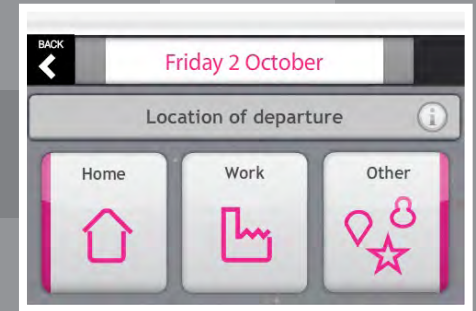 BACK
Friday 2 October
Location of departure
i
Home
Work
Other